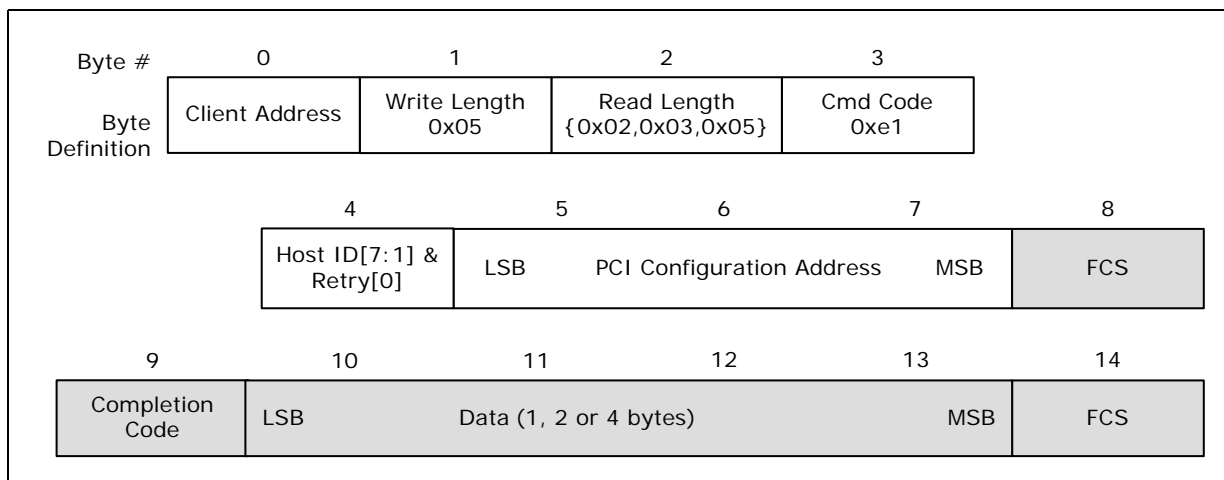 Byte # 0 1 2 3
Byte Definition
Client Address
Write Length
0x05
Read Length
{0x02,0x03,0x05}
Cmd Code
0xe1
4 5 6 7 8
Host ID[7:1] &
Retry[0]
LSB PCI Configuration Address MSB
FCS
9 10 11 12 13 14
Completion
Code
LSB Data (1, 2 or 4 bytes) MSB
FCS